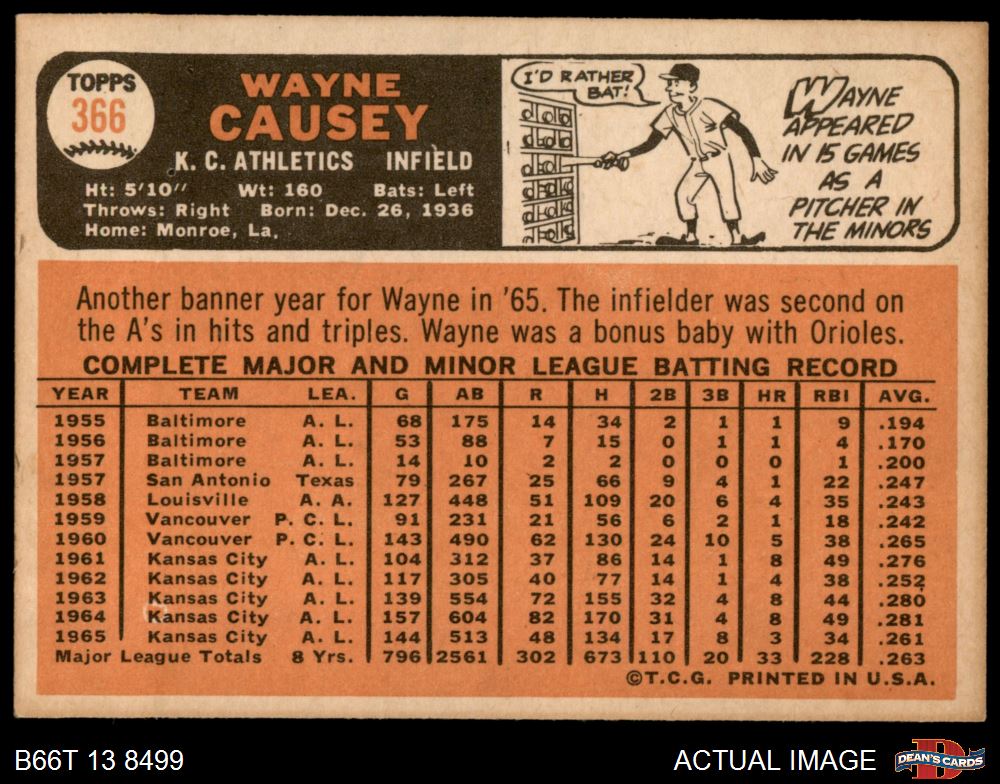 TOPPS
366
WAYNE
CAUSEY
K. C. ATHLETICS INFIELD
Ht: 5'10" Wt: 160 Bats: Left
Throws: Right Born: Dec. 26, 1936
Home: Monroe, La.
I'D RATHER
BAT!
WAYNE
APPEARED
IN 15 GAMES
AS A
PITCHER IN
THE MINORS
Another banner year for Wayne in '65. The infielder was second on
the A's in hits and triples. Wayne was a bonus baby with Orioles.
COMPLETE MAJOR AND MINOR LEAGUE BATTING RECORD
YEAR TEAM LEA. G AB R H 2B 3B HR RBI AVG.
1955 Baltimore A. L. 68 175 14 34 2 1 1 9 .194
1956 Baltimore A. L. 53 88 7 15 0 1 1 4 .170
1957 Baltimore A. L. 14 10 2 2 0 0 0 1 .200
1957 San Antonio Texas 79 267 25 66 9 4 1 22 .247
1958 Louisville A. A. 127 448 51 109 20 6 4 35 .243
1959 Vancouver P. C. L. 91 231 21 56 6 2 1 18 .242
1960 Vancouver P. C. L. 143 490 62 130 24 10 5 38 .265
1961 Kansas City A. L. 104 312 37 86 14 1 8 49 .276
1962 Kansas City A. L. 117 305 40 77 14 1 4 38 .252
1963 Kansas City A. L. 139 554 72 155 32 4 8 44 .280
1964 Kansas City A. L. 157 604 82 170 31 4 8 49 .281
1965 Kansas City A. L. 144 513 48 134 17 8 3 34 .261
Major League Totals 8 Yrs. 796 2561 302 673 110 20 33 228 .263
©T.C.G. PRINTED IN U.S.A.
B66T 13 8499
ACTUAL IMAGE
DEAN'S CARDS